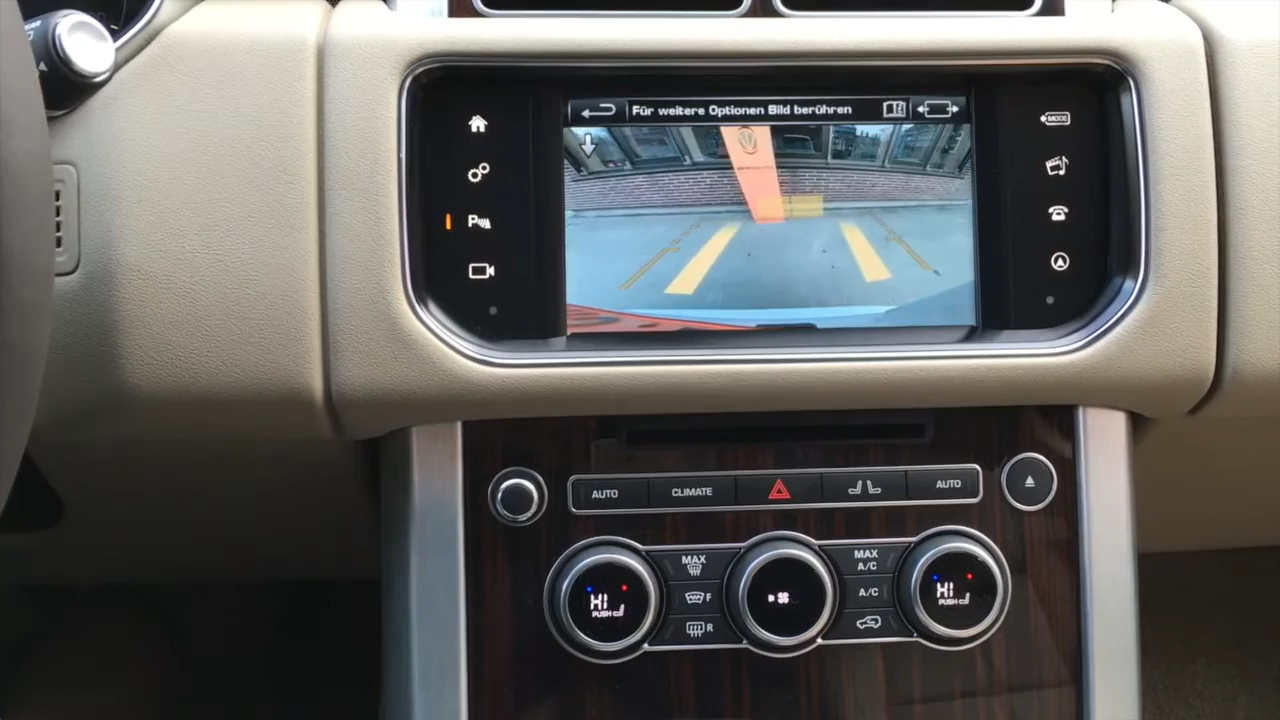 Für weitere Optionen Bild berühren
MODE
P
AUTO
CLIMATE
AUTO
MAX
MAX
A/C
F
A/C
R
HI
PUSH
HI
PUSH